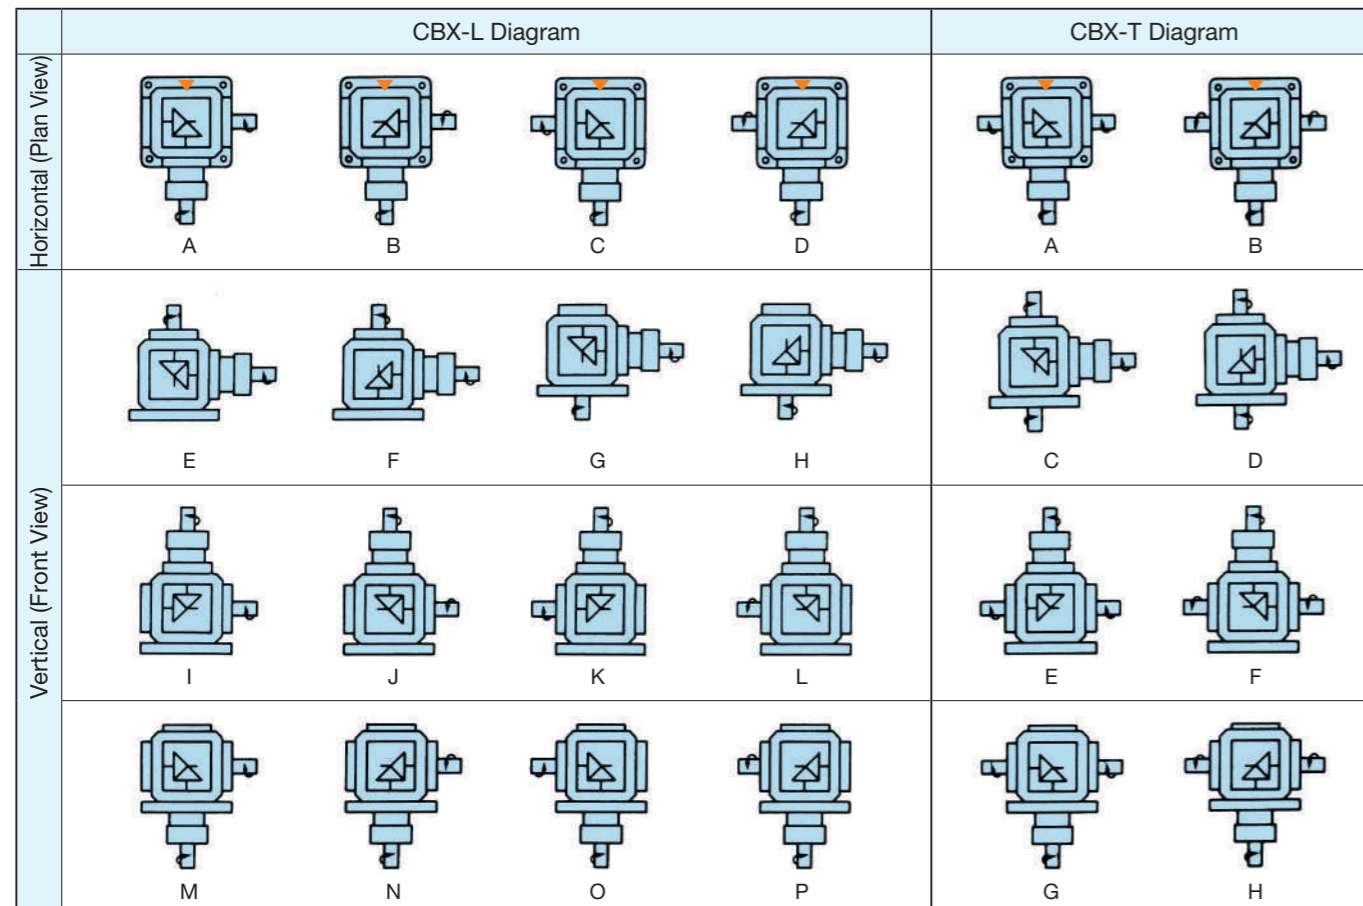 CBX-L Diagram
CBX-T Diagram
Horizontal (Plan View)
A
B
C
D
A
B
Vertical (Front View)
E
F
G
H
C
D
I
J
K
L
E
F
M
N
O
P
G
H